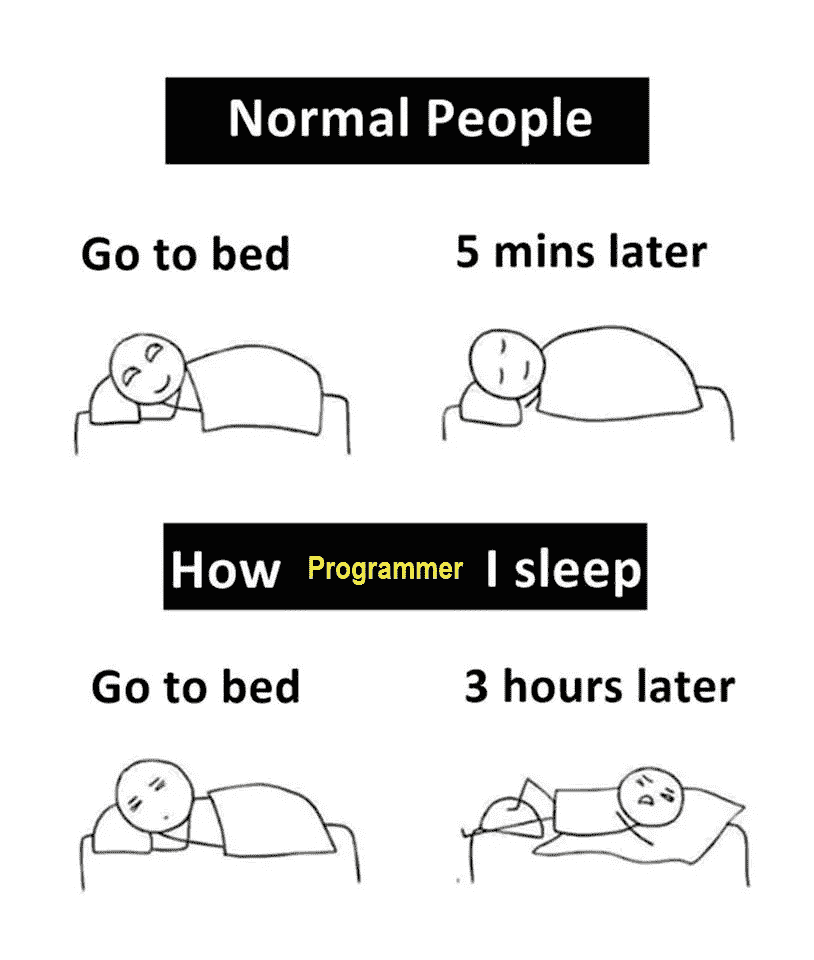 Normal People
Go to bed 5 mins later
How Programmer I sleep
Go to bed 3 hours later